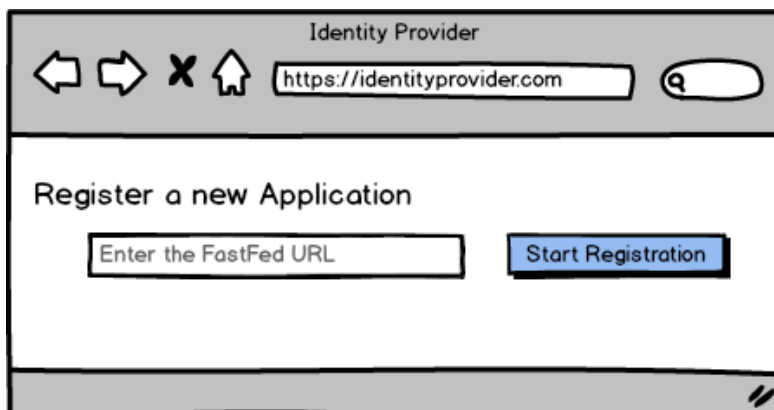 Identity Provider
https://identityprovider.com
Register a new Application
Enter the FastFed URL
Start Registration